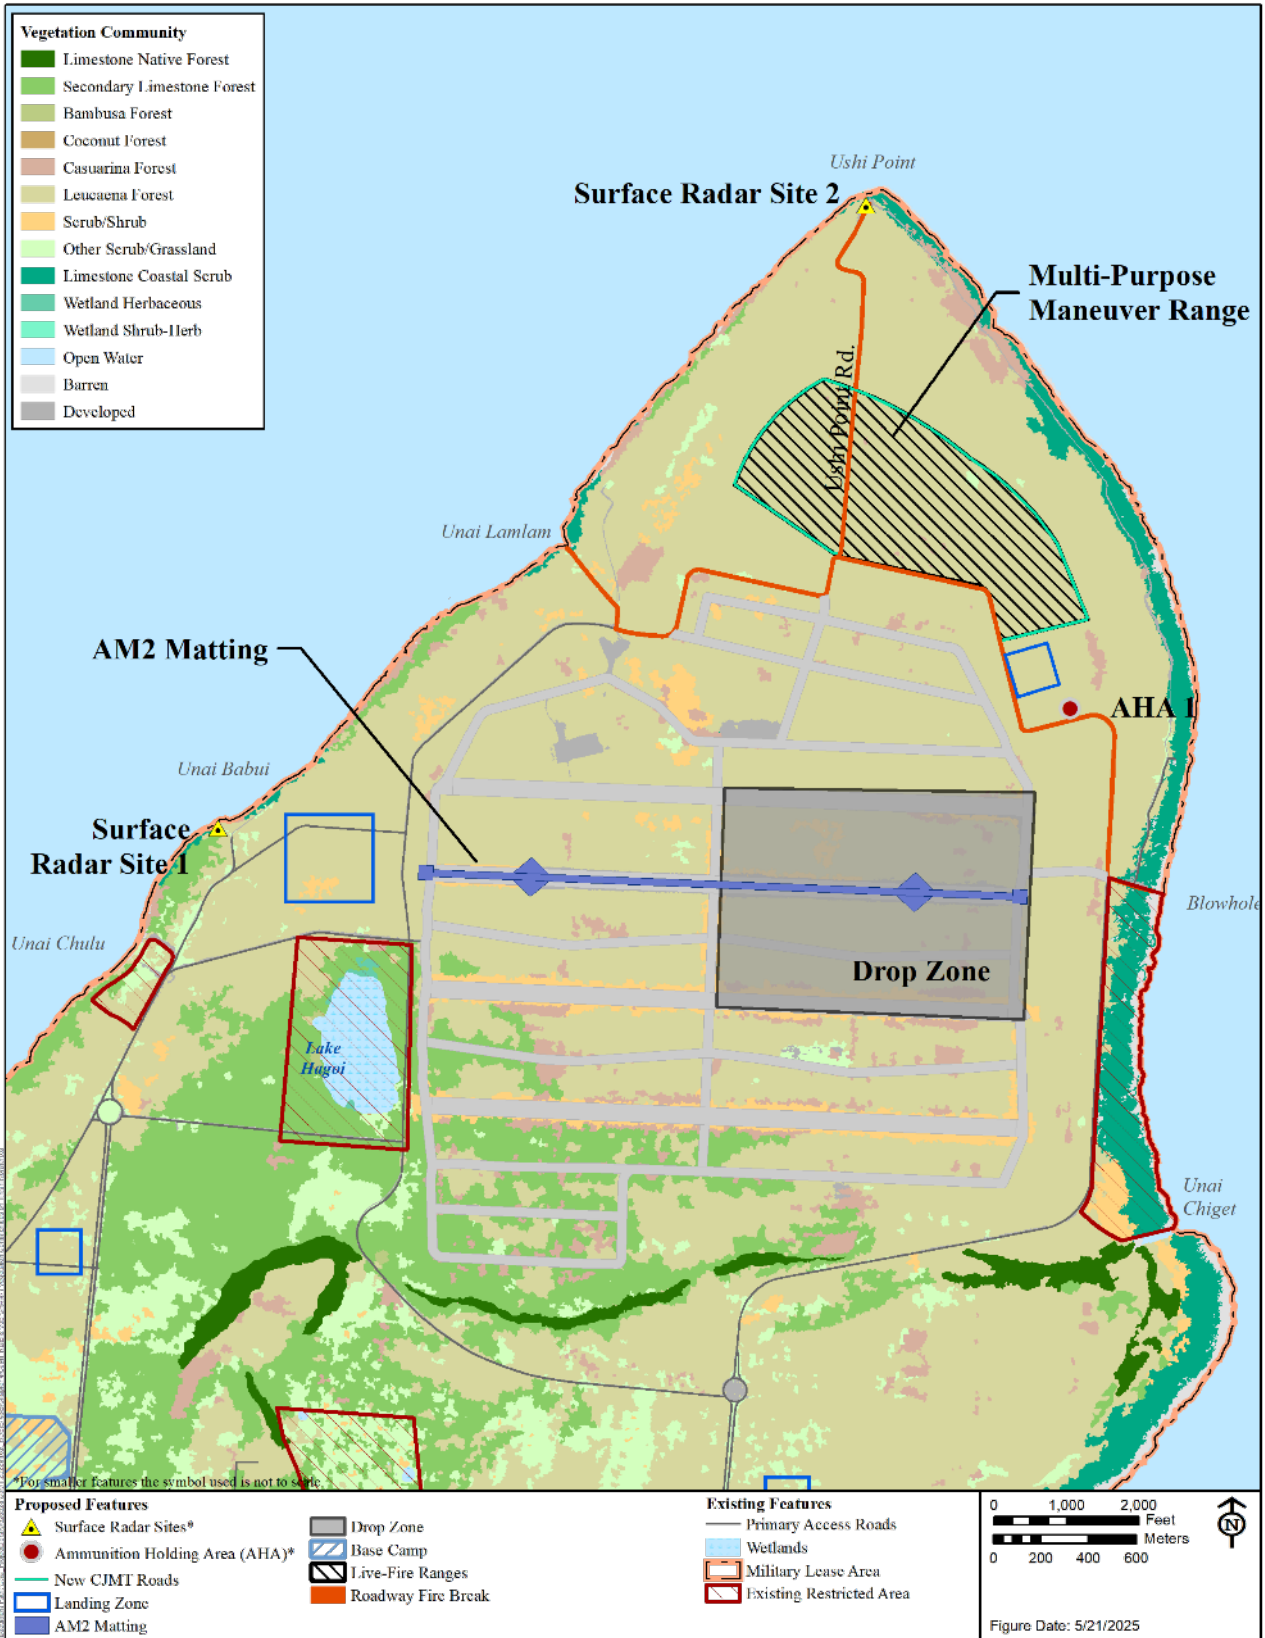 Vegetation Community
Limestone Native Forest
Secondary Limestone Forest
Bambusa Forest
Coconut Forest
Casuarina Forest
Leucaena Forest
Scrub/Shrub
Other Scrub/Grassland
Limestone Coastal Scrub
Wetland Herbaceous
Wetland Shrub-Herb
Open Water
Barren
Developed
Ushi Point
Surface Radar Site 2
Multi-Purpose
Maneuver Range
Ushi Point Rd.
Unai Lamlam
AM2 Matting
AHA 1
Unai Babui
Surface
Radar Site 1
Blowhole
Unai Chulu
Drop Zone
Lake
Hagoi
Unai
Chiget
*For smaller features the symbol used is not to scale.
Proposed Features
Surface Radar Sites*
Ammunition Holding Area (AHA)*
New CJMT Roads
Landing Zone
AM2 Matting
Drop Zone
Base Camp
Live-Fire Ranges
Roadway Fire Break
Existing Features
Primary Access Roads
Wetlands
Military Lease Area
Existing Restricted Area
0 1,000 2,000
Feet
Meters
0 200 400 600
N
Figure Date: 5/21/2025